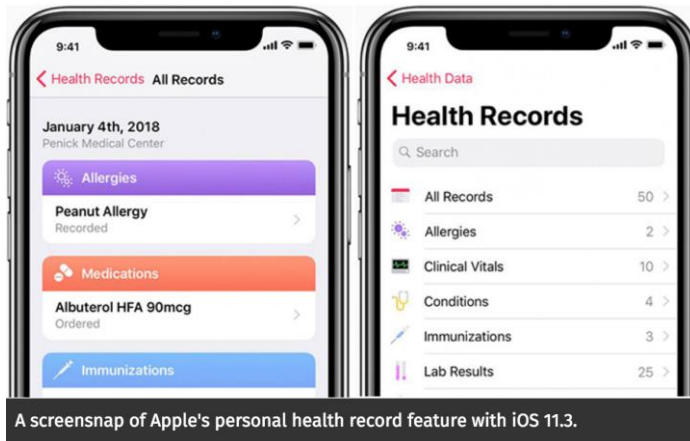 9:41
Health Records All Records
January 4th, 2018
Penick Medical Center
Allergies
Peanut Allergy
Recorded
Medications
Albuterol HFA 90mcg
Ordered
Immunizations
9:41
Health Data
Health Records
Search
All Records 50
Allergies 2
Clinical Vitals 10
Conditions 4
Immunizations 3
Lab Results 25
A screensnap of Apple's personal health record feature with iOS 11.3.